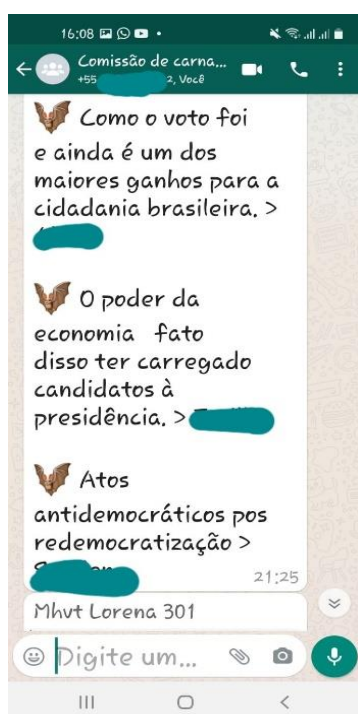 16:08
Comissão de carna...
+55 2, Você
Como o voto foi
e ainda é um dos
maiores ganhos para a
cidadania brasileira. >
O poder da
economia fato
disso ter carregado
candidatos à
presidência. >
Atos
antidemocráticos pos
redemocratização >
21:25
Mhvt Lorena 301
Digite um...